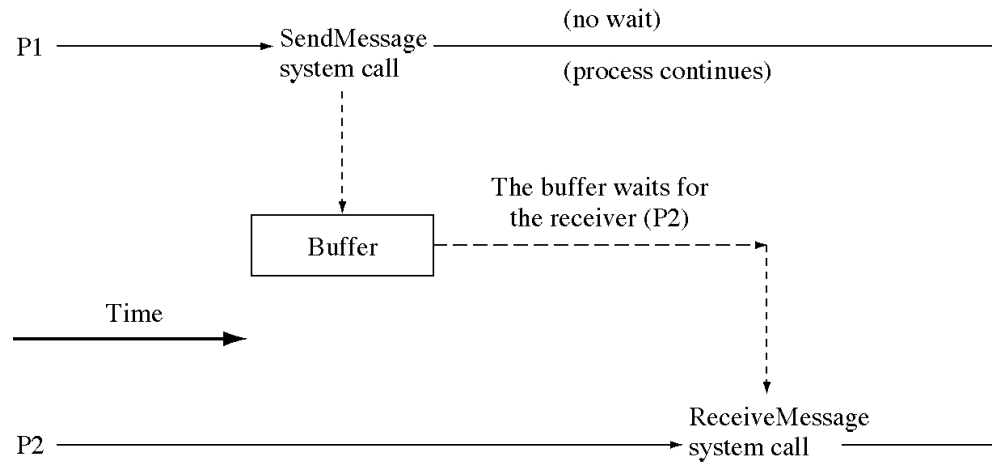 (no wait)
P1
SendMessage
system call
(process continues)
The buffer waits for
the receiver (P2)
Buffer
Time
ReceiveMessage
P2
system call